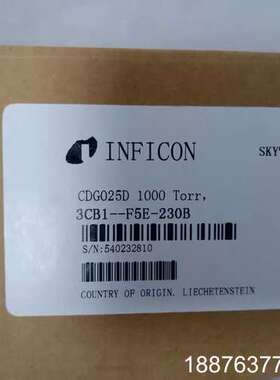 INFICON
SKY
CDG025D 1000 Torr,
3CB1--F5E-230B
S/N:540232810
COUNTRY OF ORIGIN. LIECHETENSTEIN
18876377